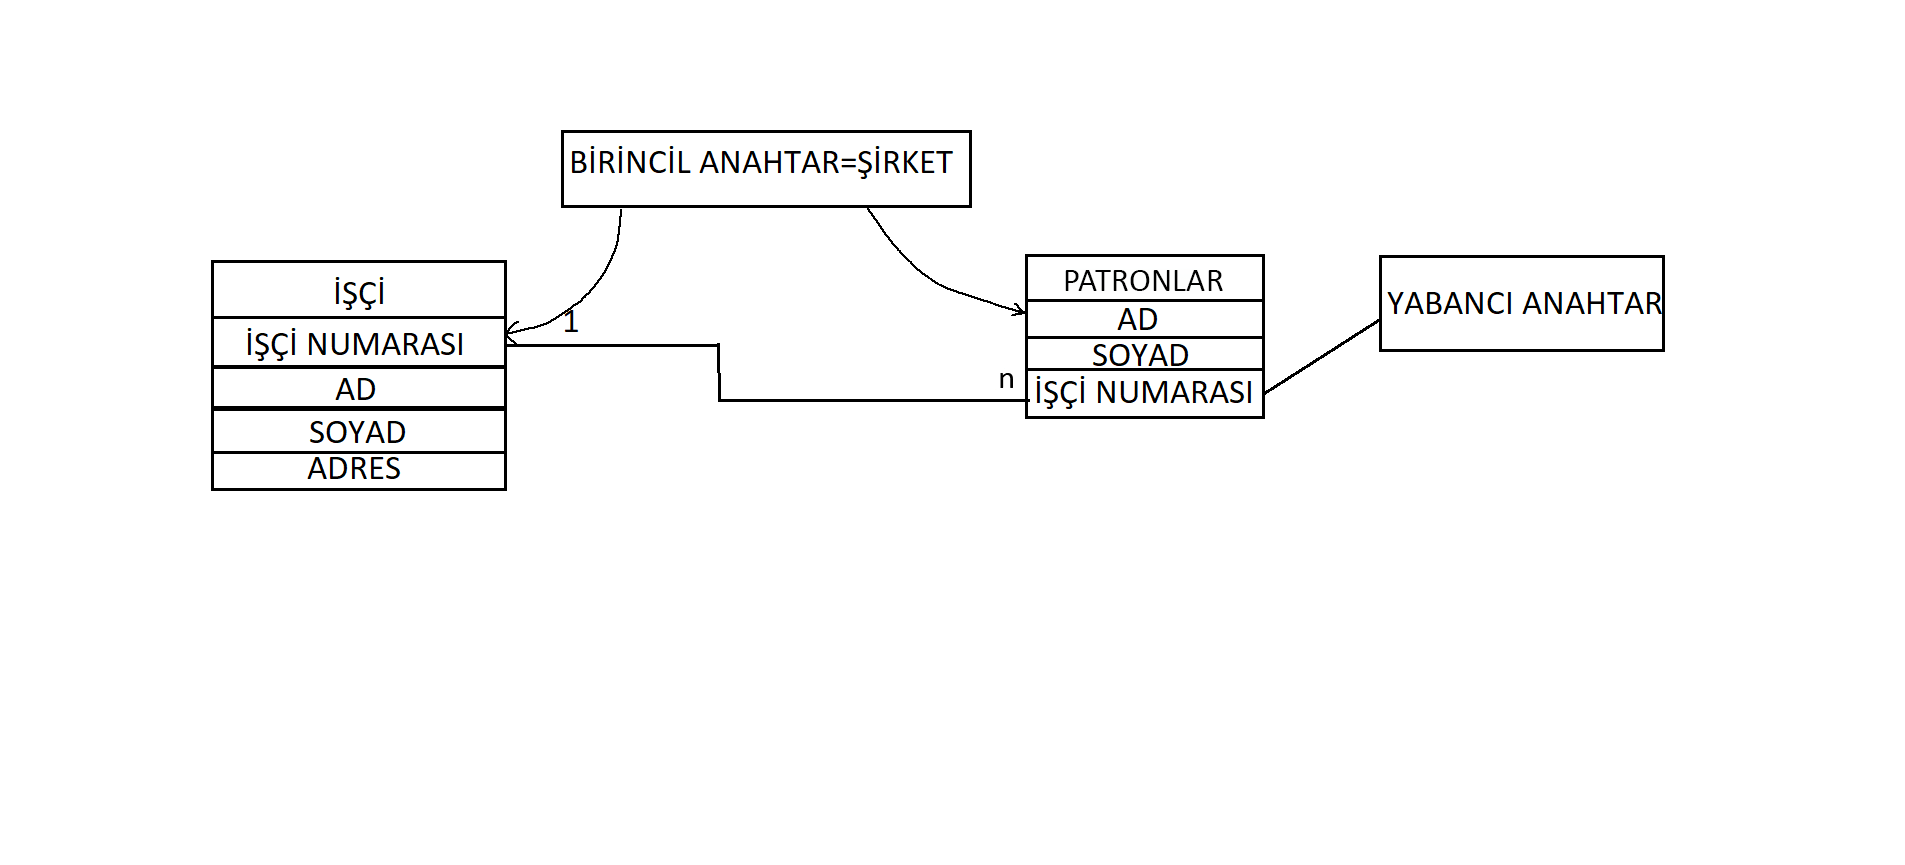 BİRİNCİL ANAHTAR=ŞİRKET
İŞÇİ
İŞÇİ NUMARASI
AD
SOYAD
ADRES
1
n
PATRONLAR
AD
SOYAD
İŞÇİ NUMARASI
YABANCI ANAHTAR